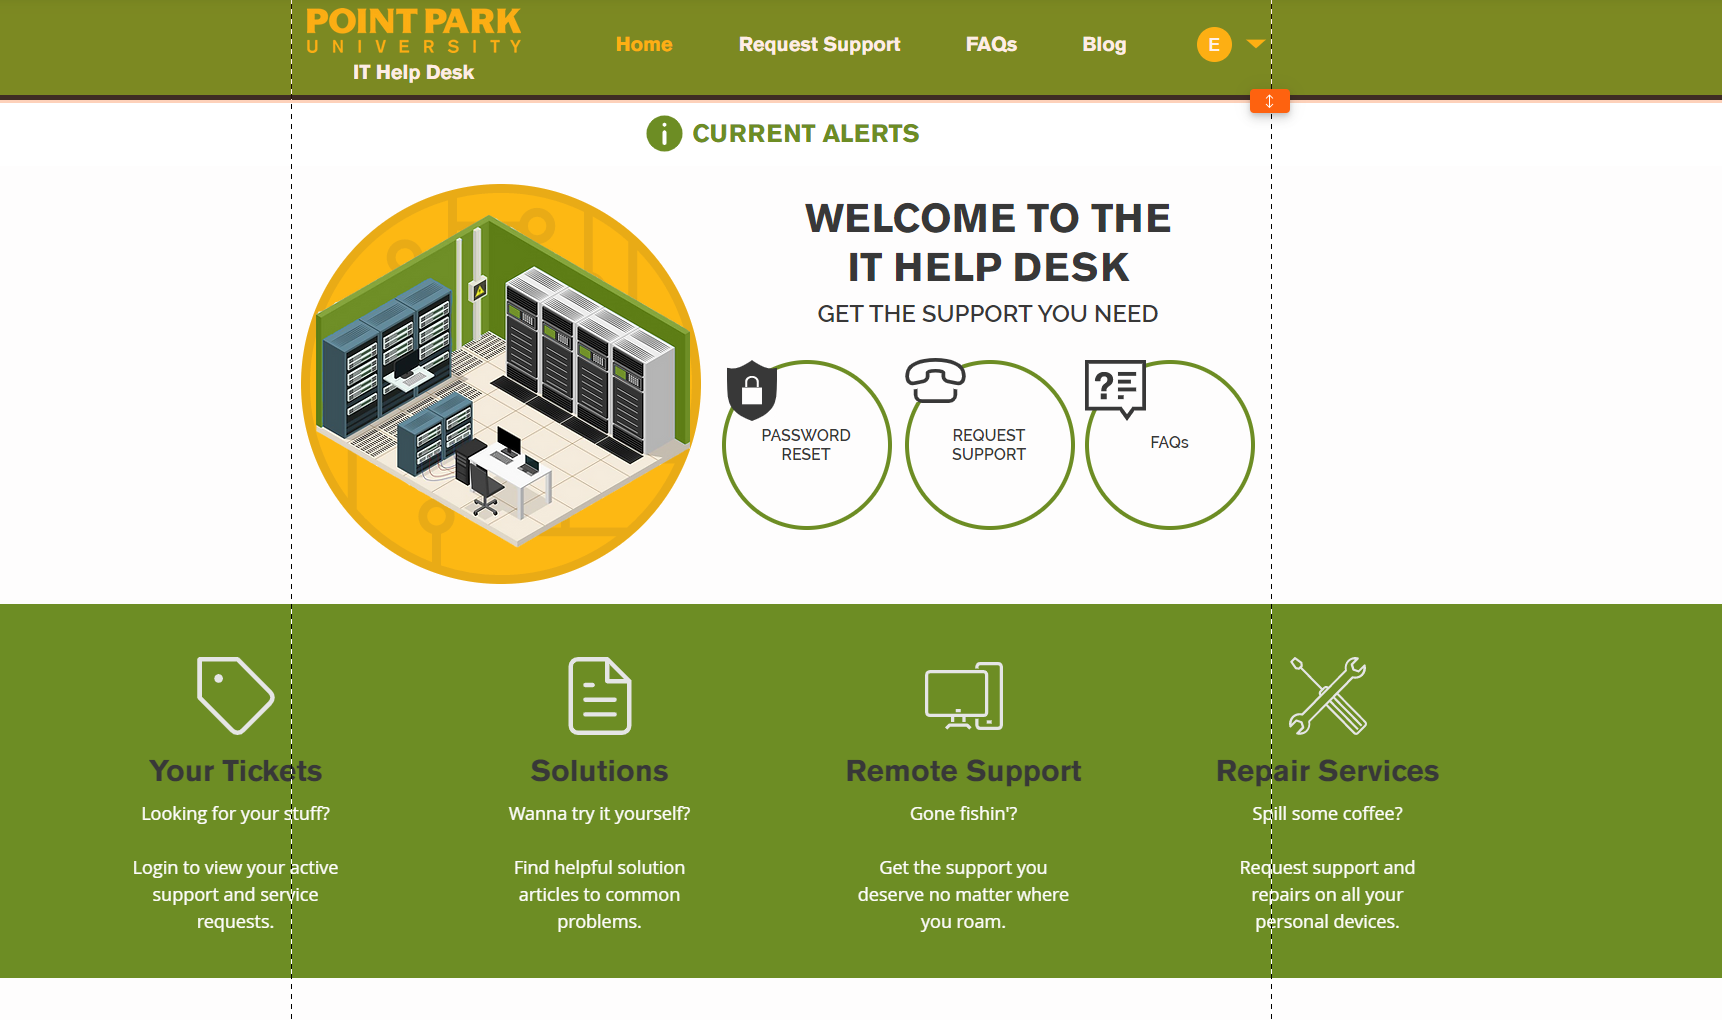 POINT PARK
UNIVERSITY
IT Help Desk
Home
Request Support
FAQs
Blog
E
CURRENT ALERTS
WELCOME TO THE
IT HELP DESK
GET THE SUPPORT YOU NEED
PASSWORD
RESET
REQUEST
SUPPORT
FAQs
Your Tickets
Looking for your stuff?
Login to view your active
support and service
requests.
Solutions
Wanna try it yourself?
Find helpful solution
articles to common
problems.
Remote Support
Gone fishin'?
Get the support you
deserve no matter where
you roam.
Repair Services
Spill some coffee?
Request support and
repairs on all your
personal devices.